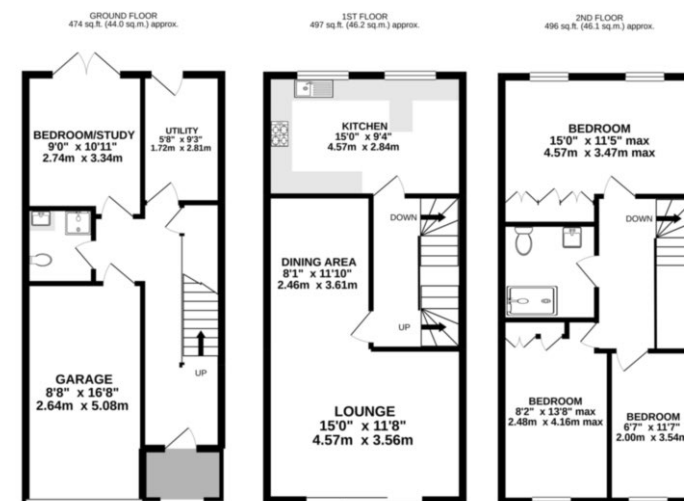 GROUND FLOOR
474 sq.ft. (44.0 sq.m.) approx.
BEDROOM/STUDY
9'0" x 10'11"
2.74m x 3.34m
UTILITY
5'8" x 9'3"
1.72m x 2.81m
GARAGE
8'8" x 16'8"
2.64m x 5.08m
UP
1ST FLOOR
497 sq.ft. (46.2 sq.m.) approx.
KITCHEN
15'0" x 9'4"
4.57m x 2.84m
DOWN
DINING AREA
8'1" x 11'10"
2.46m x 3.61m
UP
LOUNGE
15'0" x 11'8"
4.57m x 3.56m
2ND FLOOR
496 sq.ft. (46.1 sq.m.) approx.
BEDROOM
15'0" x 11'5" max
4.57m x 3.47m max
DOWN
BEDROOM
8'2" x 13'8" max
2.48m x 4.16m max
BEDROOM
6'7" x 11'7"
2.00m x 3.54m